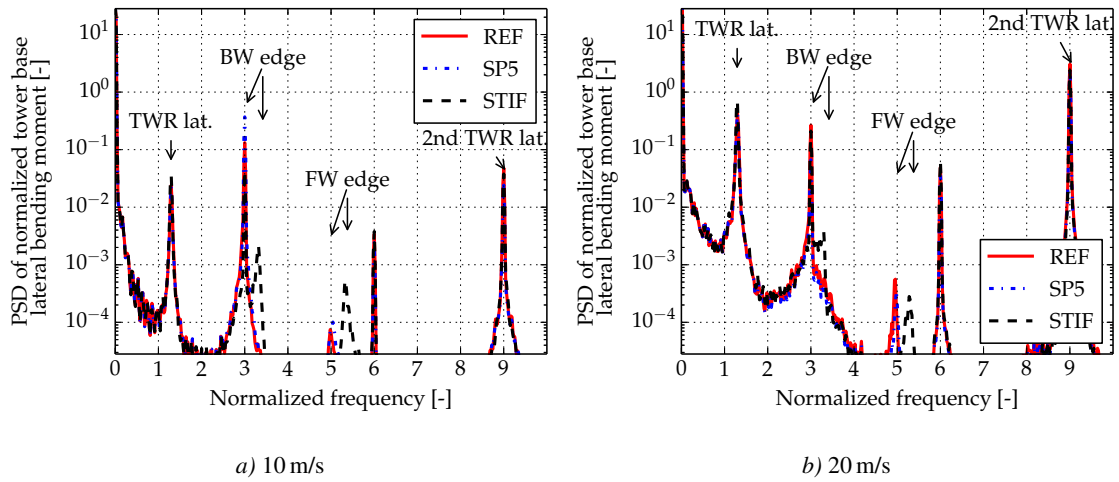 PSD of normalized tower base
lateral bending moment [-]
10¹
10⁰
10⁻¹
10⁻²
10⁻³
10⁻⁴
TWR lat.
BW edge
FW edge
2nd TWR lat.
REF
SP5
STIF
0 1 2 3 4 5 6 7 8 9
Normalized frequency [-]
a) 10 m/s
PSD of normalized tower base
lateral bending moment [-]
10¹
10⁰
10⁻¹
10⁻²
10⁻³
10⁻⁴
TWR lat.
BW edge
FW edge
2nd TWR lat.
REF
SP5
STIF
0 1 2 3 4 5 6 7 8 9
Normalized frequency [-]
b) 20 m/s